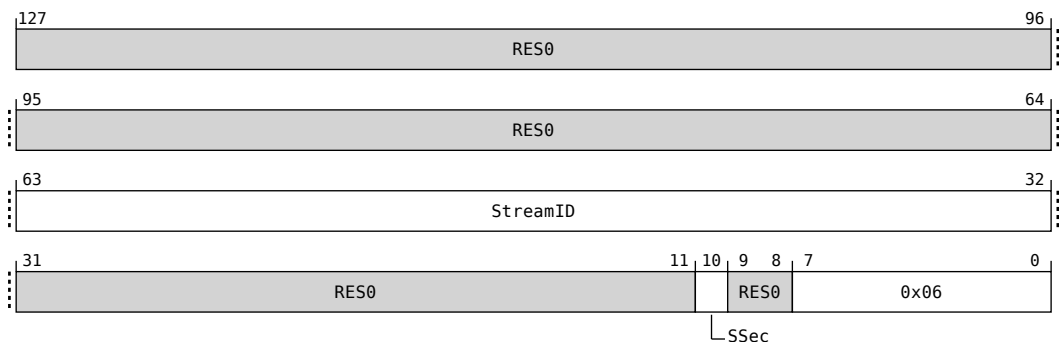 127 96
RES0
95 64
RES0
63 32
StreamID
31 11 10 9 8 7 0
RES0 RES0 0x06
SSec